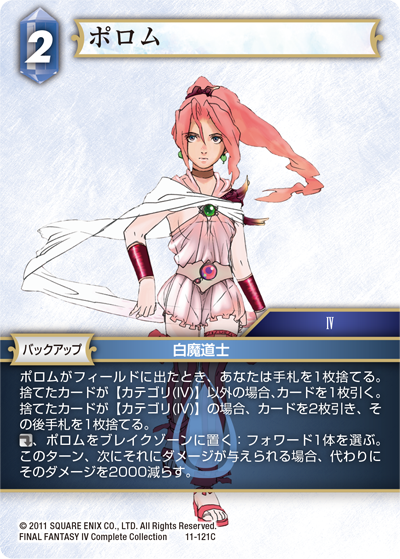 2
ポロム
Ⅳ
バックアップ
白魔道士
ポロムがフィールドに出たとき、あなたは手札を1枚捨てる。
捨てたカードが【カテゴリ(Ⅳ)】以外の場合、カードを1枚引く。
捨てたカードが【カテゴリ(Ⅳ)】の場合、カードを2枚引き、そ
の後手札を1枚捨てる。
、ポロムをブレイクゾーンに置く：フォワード1体を選ぶ。
このターン、次にそれにダメージが与えられる場合、代わりに
そのダメージを2000減らす。
© 2011 SQUARE ENIX CO., LTD. All Rights Reserved.
FINAL FANTASY IV Complete Collection 11-121C